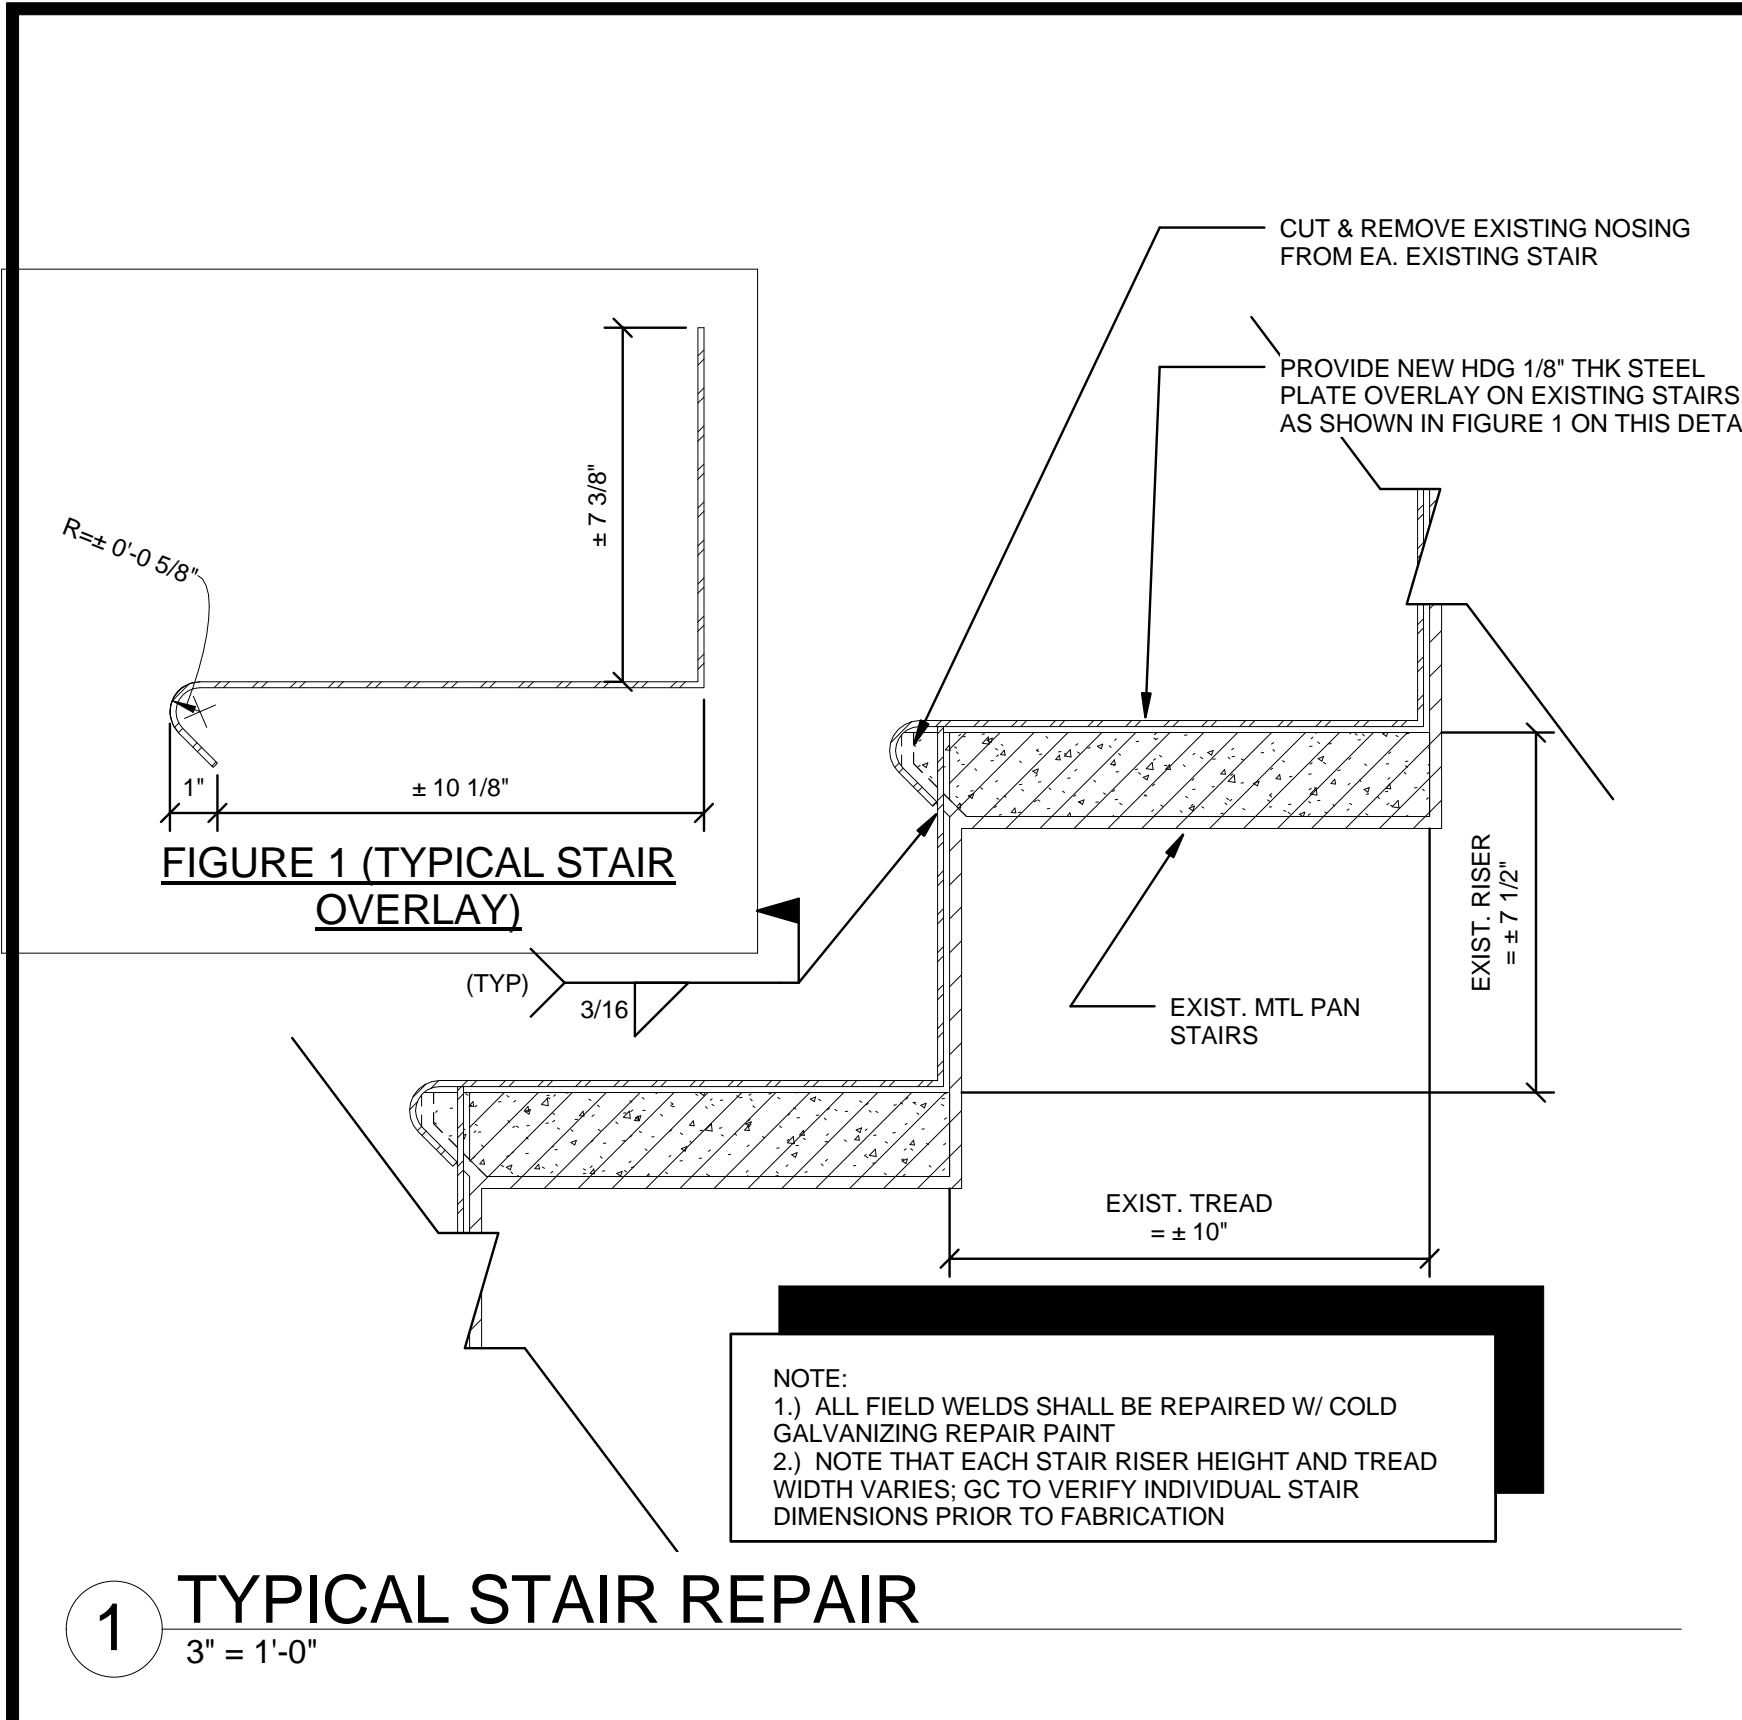 CUT & REMOVE EXISTING NOSING
FROM EA. EXISTING STAIR
PROVIDE NEW HDG 1/8" THK STEEL
PLATE OVERLAY ON EXISTING STAIRS
AS SHOWN IN FIGURE 1 ON THIS DETA
± 7 3/8"
R=± 0'-0 5/8"
1"
± 10 1/8"
FIGURE 1 (TYPICAL STAIR
OVERLAY)
(TYP)
3/16
EXIST. MTL PAN
STAIRS
EXIST. RISER
= ± 7 1/2"
EXIST. TREAD
= ± 10"
NOTE:
1.) ALL FIELD WELDS SHALL BE REPAIRED W/ COLD
GALVANIZING REPAIR PAINT
2.) NOTE THAT EACH STAIR RISER HEIGHT AND TREAD
WIDTH VARIES; GC TO VERIFY INDIVIDUAL STAIR
DIMENSIONS PRIOR TO FABRICATION
1
TYPICAL STAIR REPAIR
3" = 1'-0"